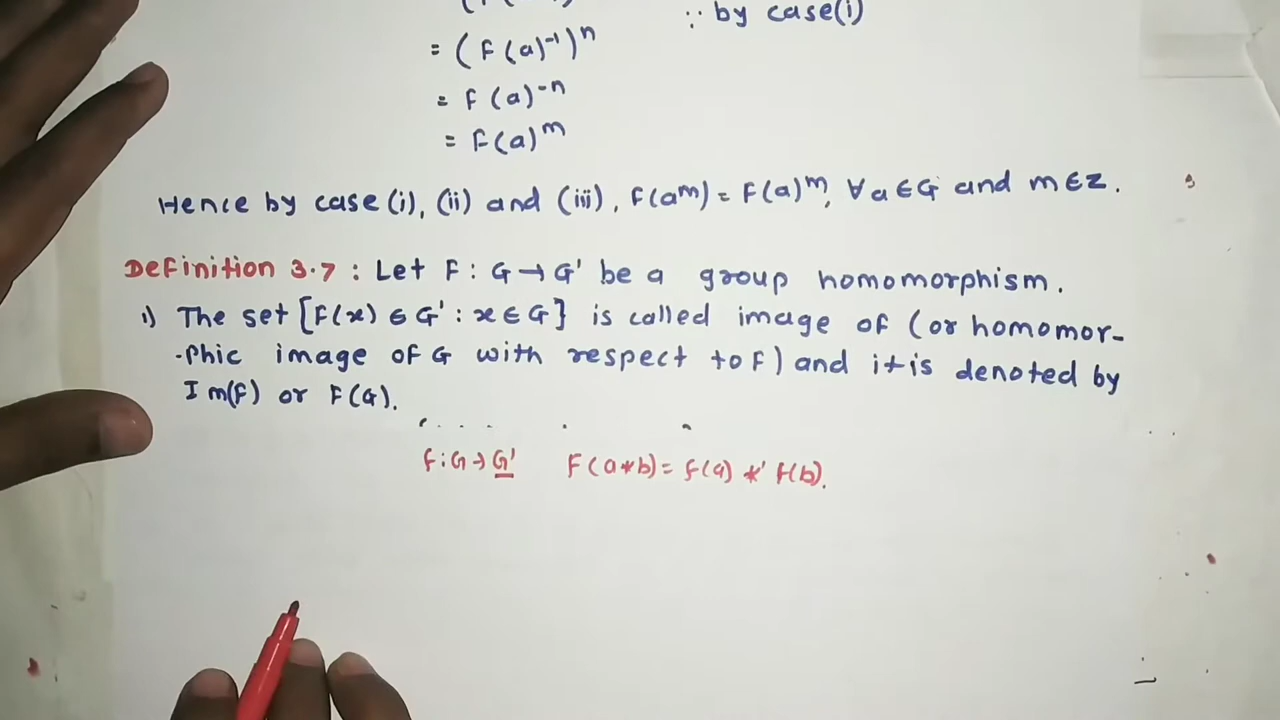 ∵ by case(i)
= (F(a)⁻¹)ⁿ
= F(a)⁻ⁿ
= F(a)ᵐ
Hence by case (i), (ii) and (iii), F(aᵐ) = F(a)ᵐ, ∀a∈G and m∈Z.
Definition 3.7 : Let F : G → G' be a group homomorphism.
i) The set [F(x) ∈ G' : x ∈ G} is called image of (or homomor-
-phic image of G with respect to F) and it is denoted by
Im(F) or F(G).
f:G→G' F(a*b) = f(a) *' f(b).